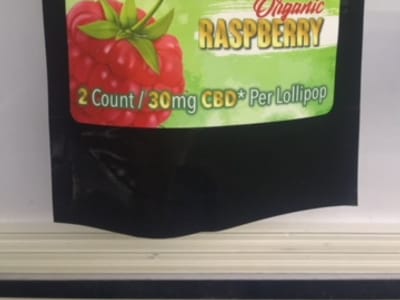 Organic
RASPBERRY
2 Count / 30mg CBD* Per Lollipop